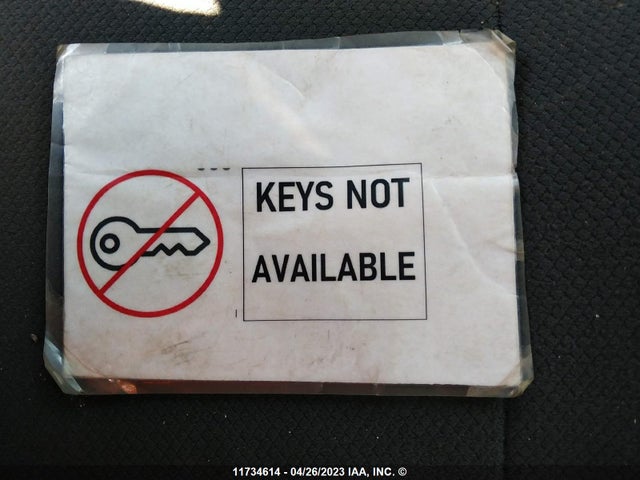 KEYS NOT
AVAILABLE
11734614 - 04/26/2023 IAA, INC. ©